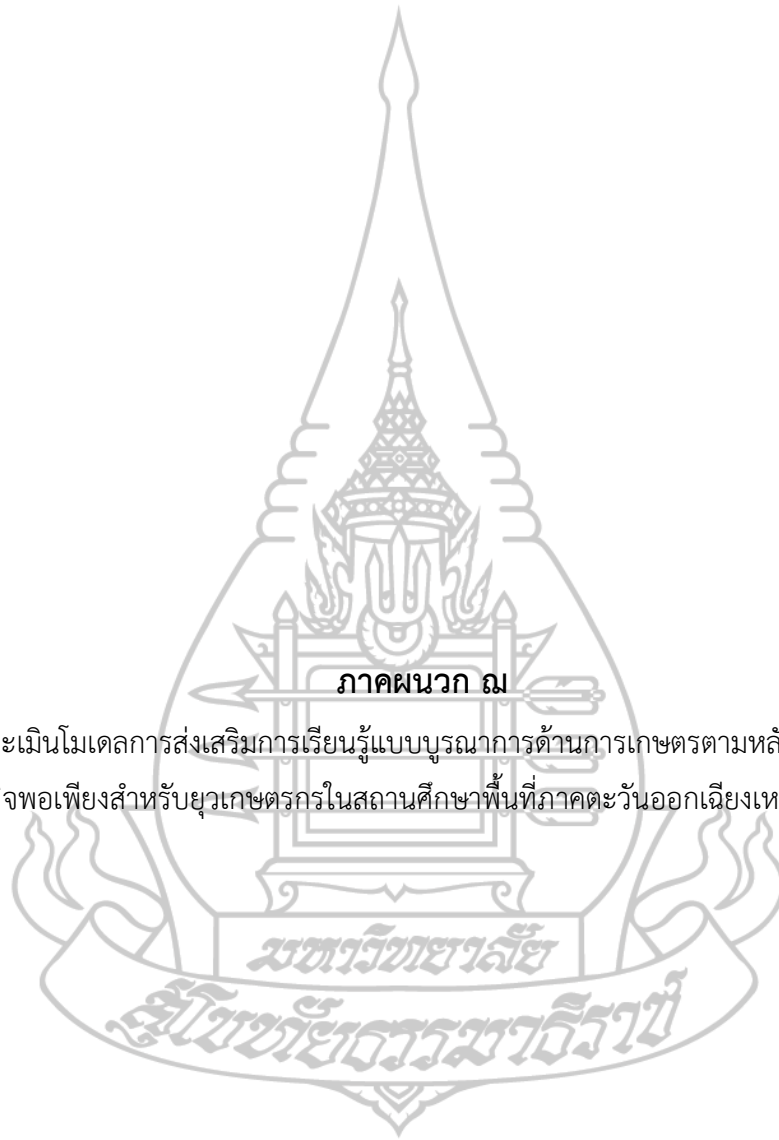 ภาคผนวก ฌ
ะเมินโมเดลการส่งเสริมการเรียนรู้แบบบูรณาการด้านการเกษตรตามหลั
จพอเพียงสำหรับยุวเกษตรกรในสถานศึกษาพื้นที่ภาคตะวันออกเฉียงเห
มหาวิทยาลัย
สุโขทัยธรรมาธิราช